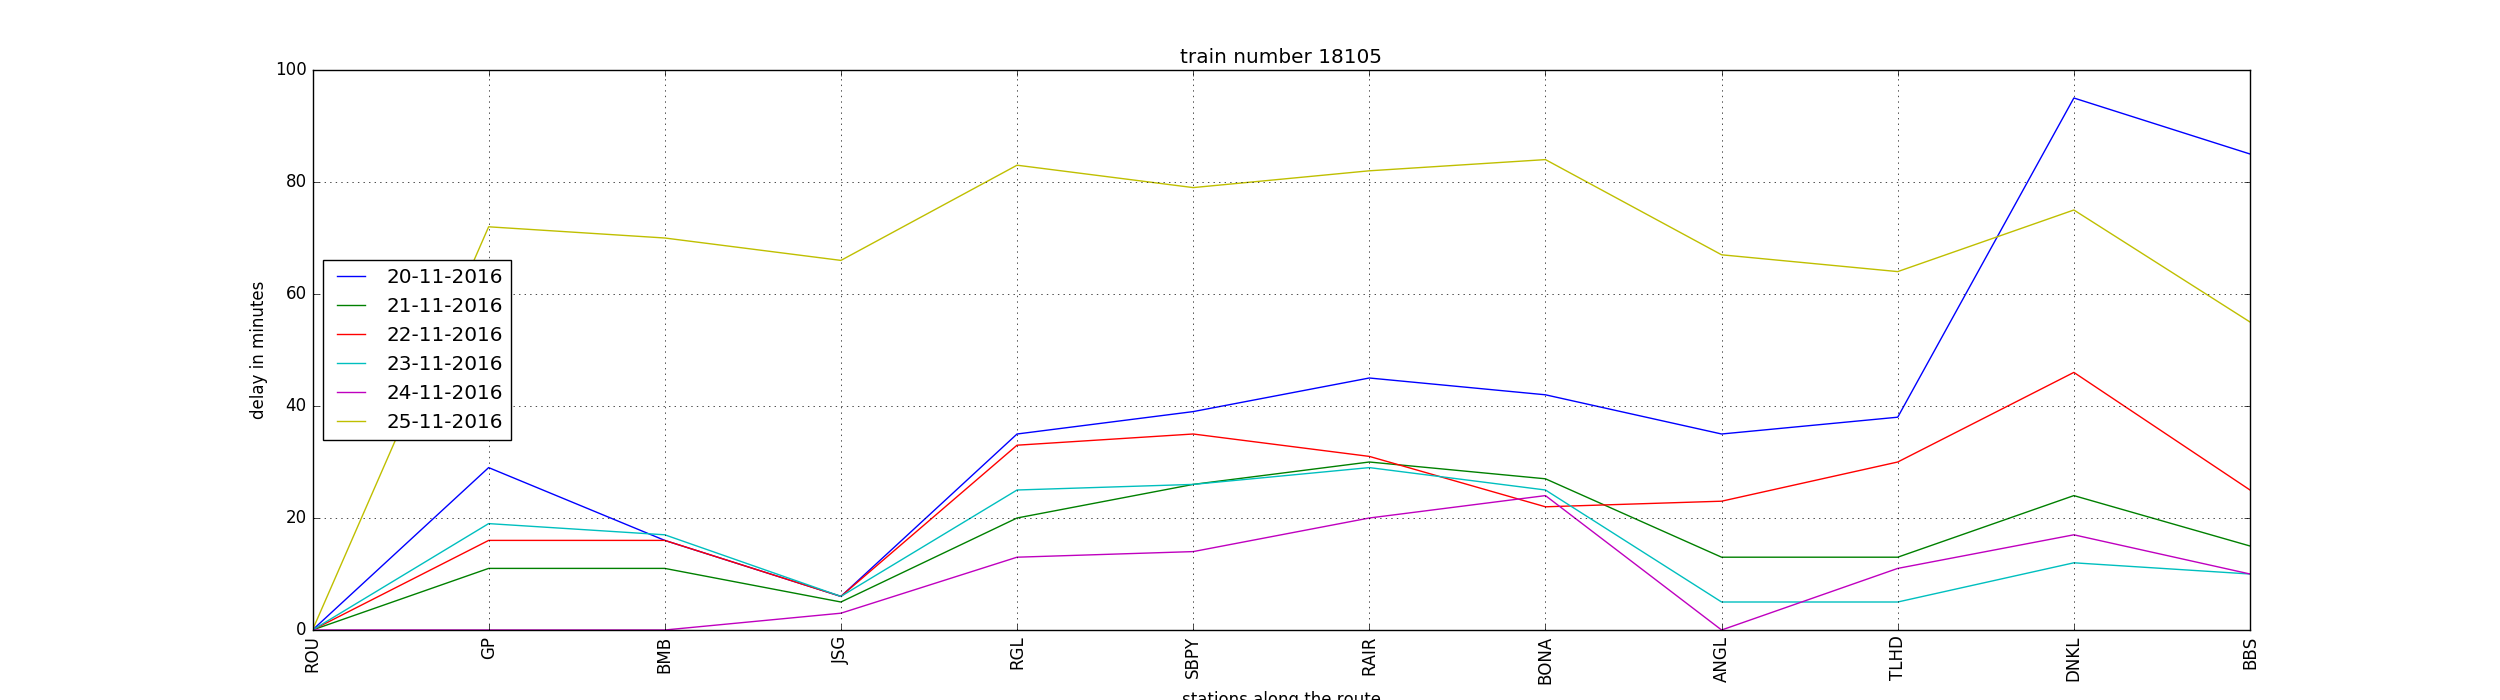 train number 18105
100
80
60
40
20
0
delay in minutes
20-11-2016
21-11-2016
22-11-2016
23-11-2016
24-11-2016
25-11-2016
ROU
GP
BMB
JSG
RGL
SBPY
RAIR
BONA
ANGL
TLHD
DNKL
BBS
stations along the route